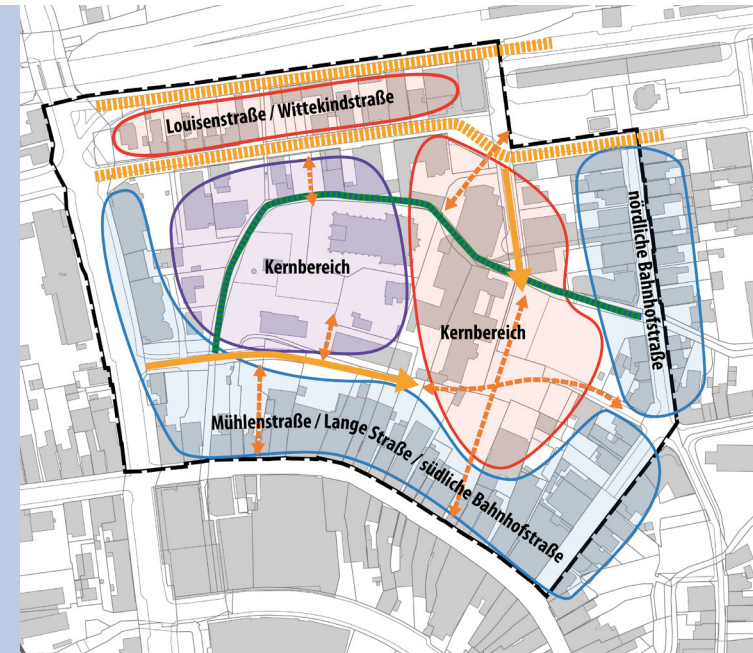 Louisenstraße / Wittekindstraße
nördliche Bahnhofstraße
Kernbereich
Kernbereich
Mühlenstraße / Lange Straße / südliche Bahnhofstraße